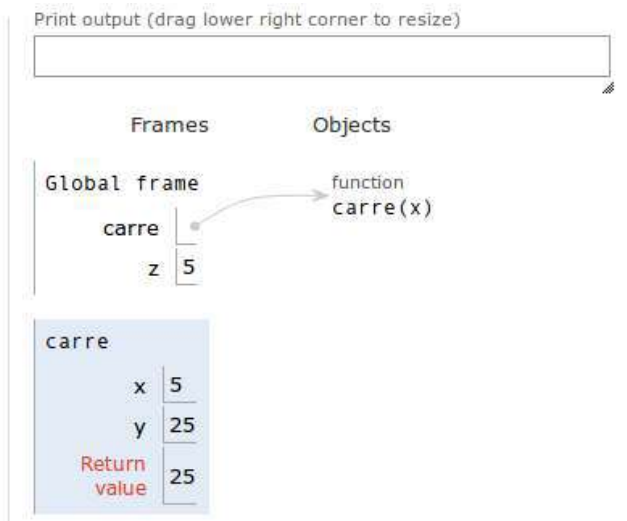 Print output (drag lower right corner to resize)
Frames Objects
Global frame
carre
z 5
function
carre(x)
carre
x 5
y 25
Return
value 25